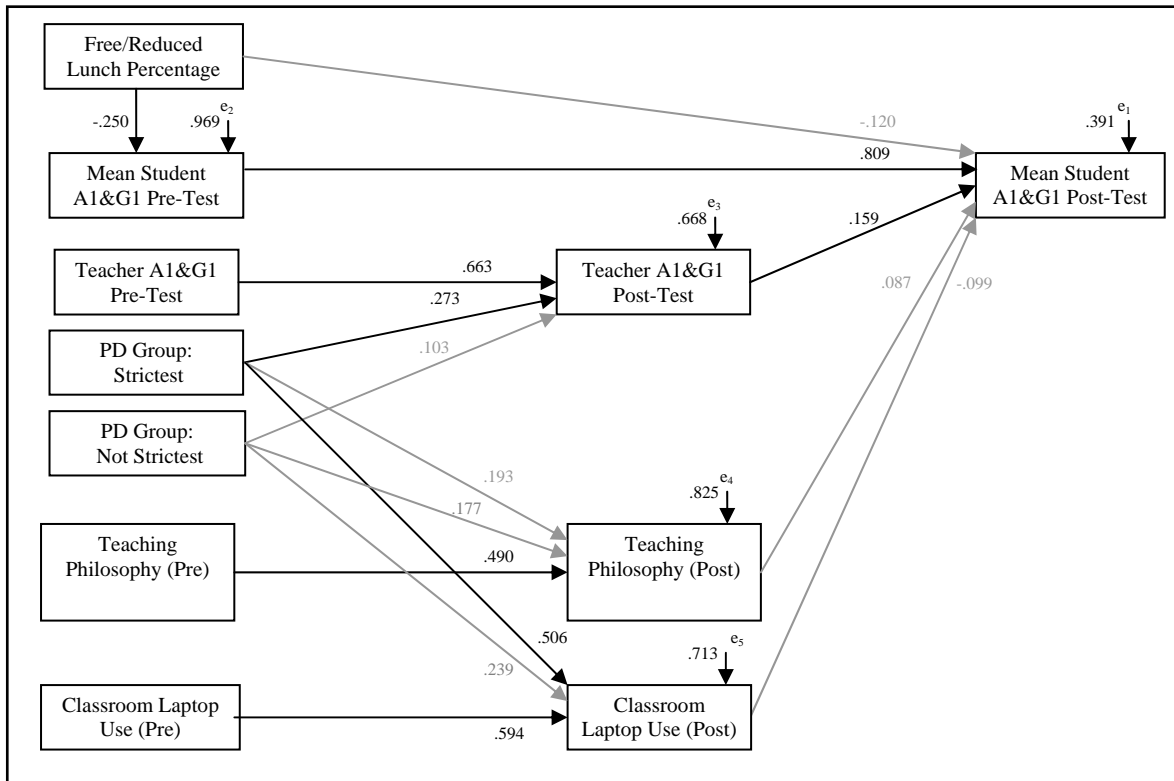 Free/Reduced
Lunch Percentage
-.250
.969
e2
-.120
.391
e1
Mean Student
A1&G1 Pre-Test
.809
Mean Student
A1&G1 Post-Test
e3
.668
.159
Teacher A1&G1
Pre-Test
.663
.273
Teacher A1&G1
Post-Test
.087
-.099
PD Group:
Strictest
.103
PD Group:
Not Strictest
.193
.177
e4
.825
Teaching
Philosophy (Pre)
.490
Teaching
Philosophy (Post)
.506
.239
e5
.713
Classroom Laptop
Use (Pre)
.594
Classroom
Laptop Use (Post)